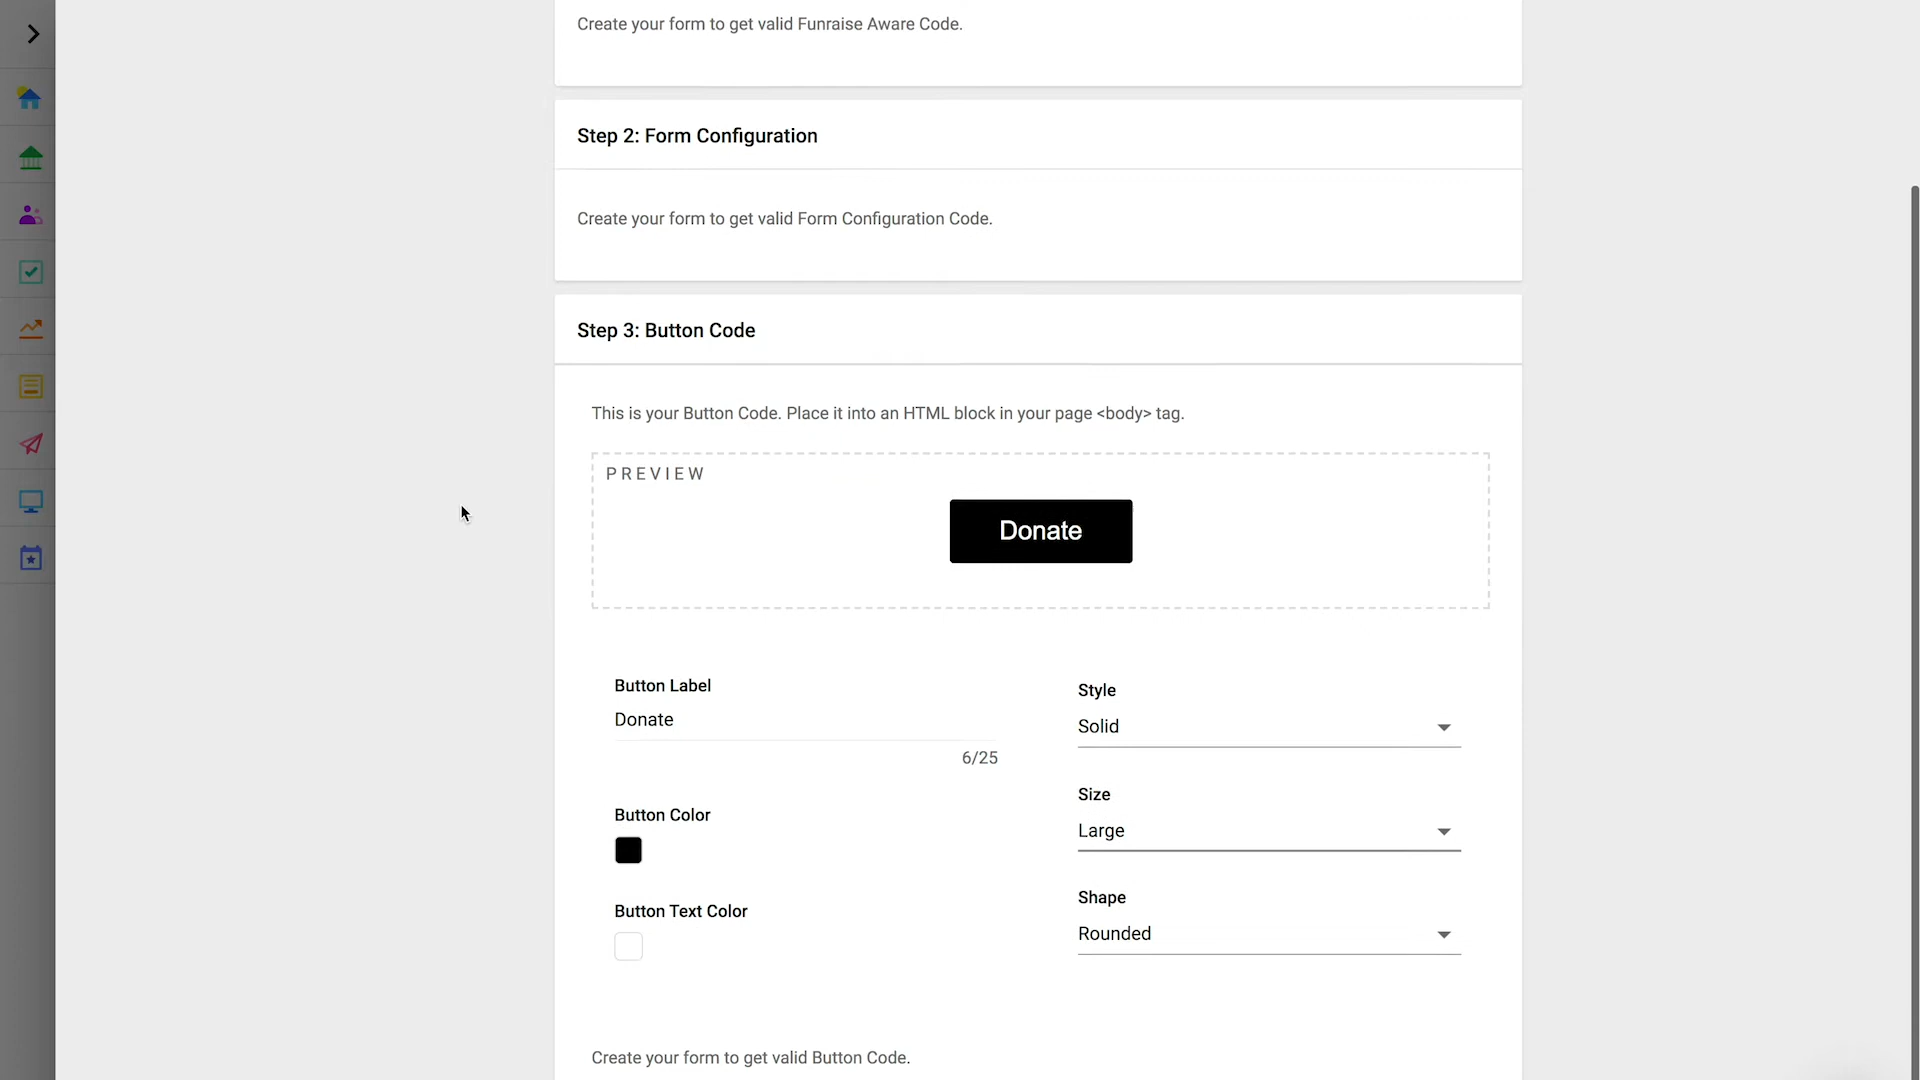 Create your form to get valid Funraise Aware Code.
Step 2: Form Configuration
Create your form to get valid Form Configuration Code.
Step 3: Button Code
This is your Button Code. Place it into an HTML block in your page <body> tag.
PREVIEW
Donate
Button Label
Donate
6/25
Button Color
Button Text Color
Style
Solid
Size
Large
Shape
Rounded
Create your form to get valid Button Code.